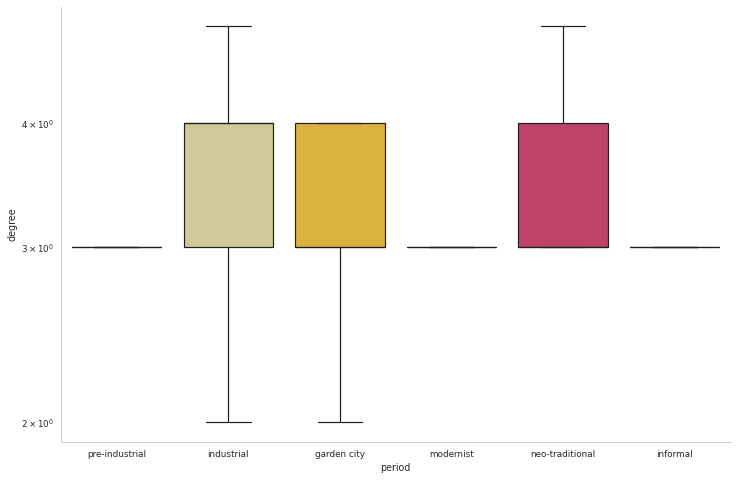 degree
4 × 10⁰
3 × 10⁰
2 × 10⁰
pre-industrial industrial garden city modernist neo-traditional informal
period